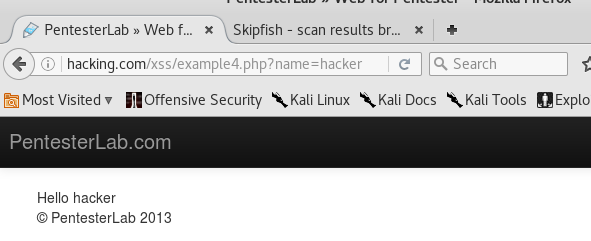 PentesterLab » Web for Pentester - Mozilla Firefox
PentesterLab » Web f... × Skipfish - scan results br... ×
hacking.com/xss/example4.php?name=hacker Search
Most Visited Offensive Security Kali Linux Kali Docs Kali Tools Explo
PentesterLab.com
Hello hacker
© PentesterLab 2013